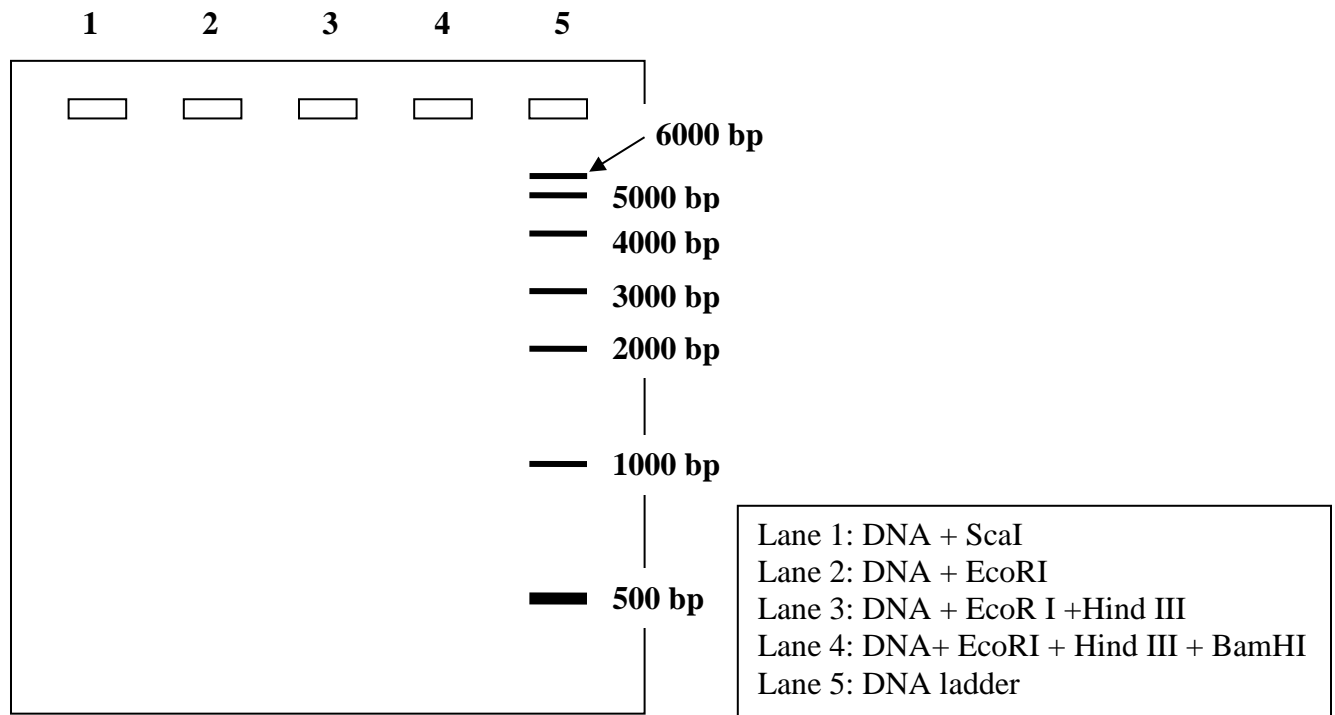 1 2 3 4 5
6000 bp
5000 bp
4000 bp
3000 bp
2000 bp
1000 bp
500 bp
Lane 1: DNA + ScaI
Lane 2: DNA + EcoRI
Lane 3: DNA + EcoR I +Hind III
Lane 4: DNA+ EcoRI + Hind III + BamHI
Lane 5: DNA ladder